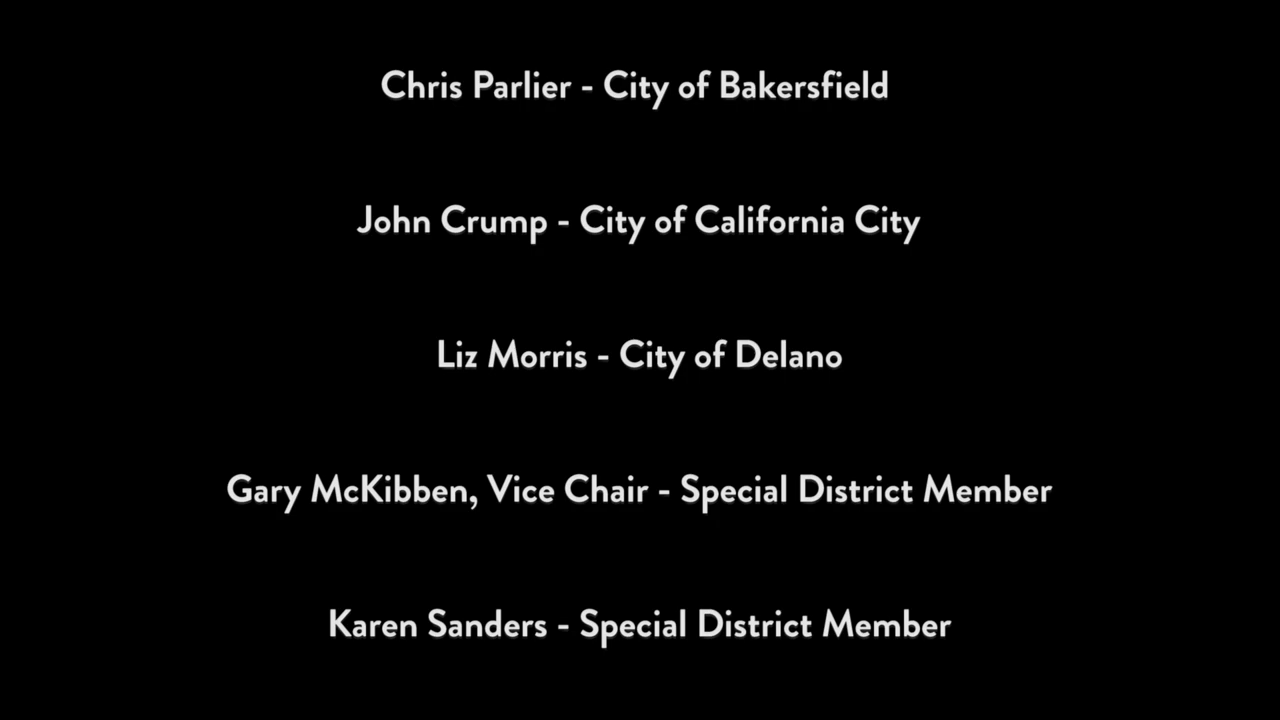 Chris Parlier - City of Bakersfield
John Crump - City of California City
Liz Morris - City of Delano
Gary McKibben, Vice Chair - Special District Member
Karen Sanders - Special District Member